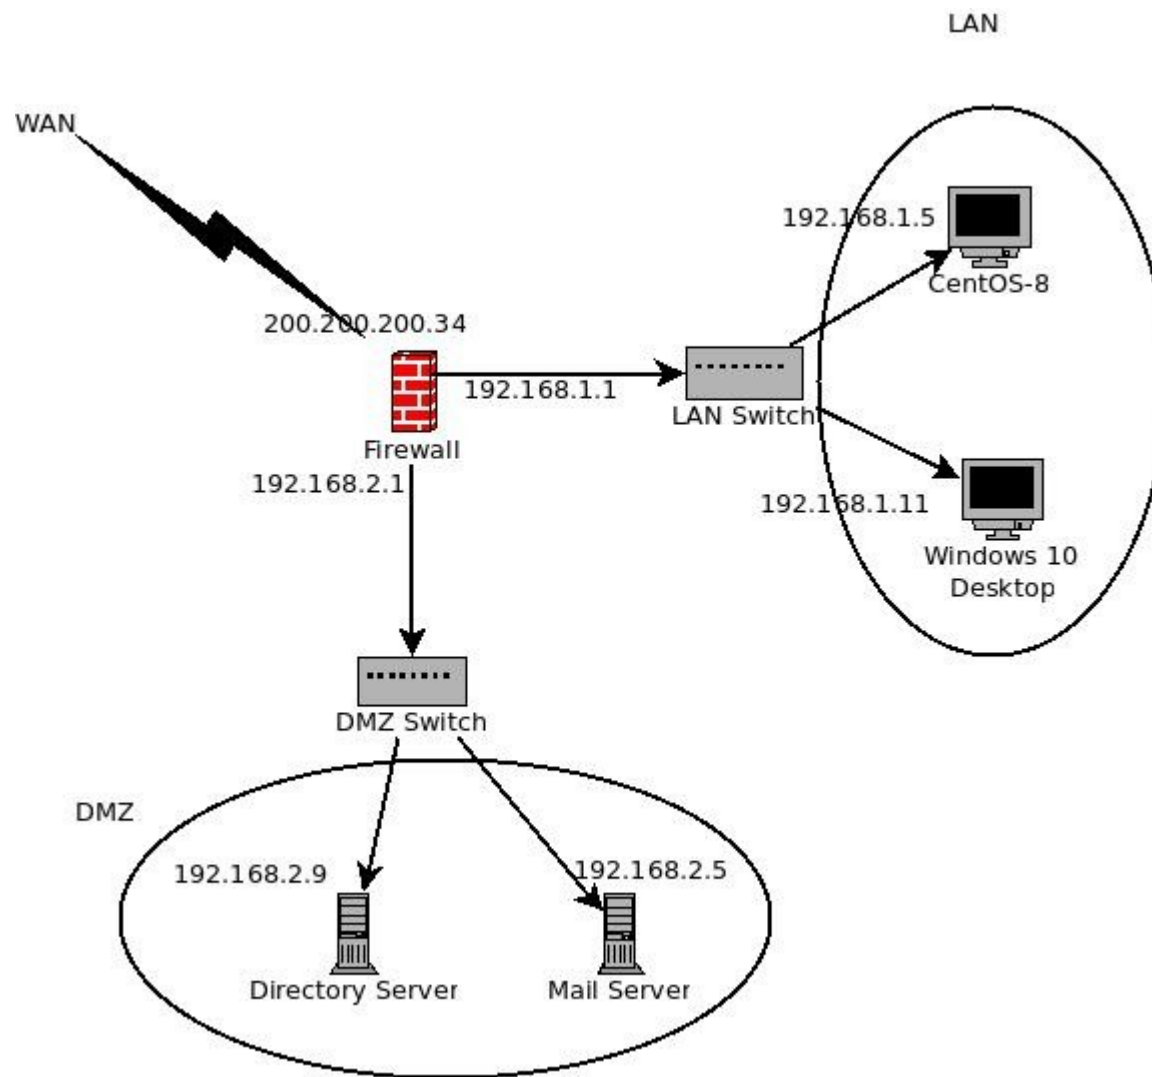 LAN
WAN
192.168.1.5
CentOS-8
200.200.200.34
192.168.1.1
LAN Switch
Firewall
192.168.2.1
192.168.1.11
Windows 10
Desktop
DMZ Switch
DMZ
192.168.2.9
192.168.2.5
Directory Server
Mail Server